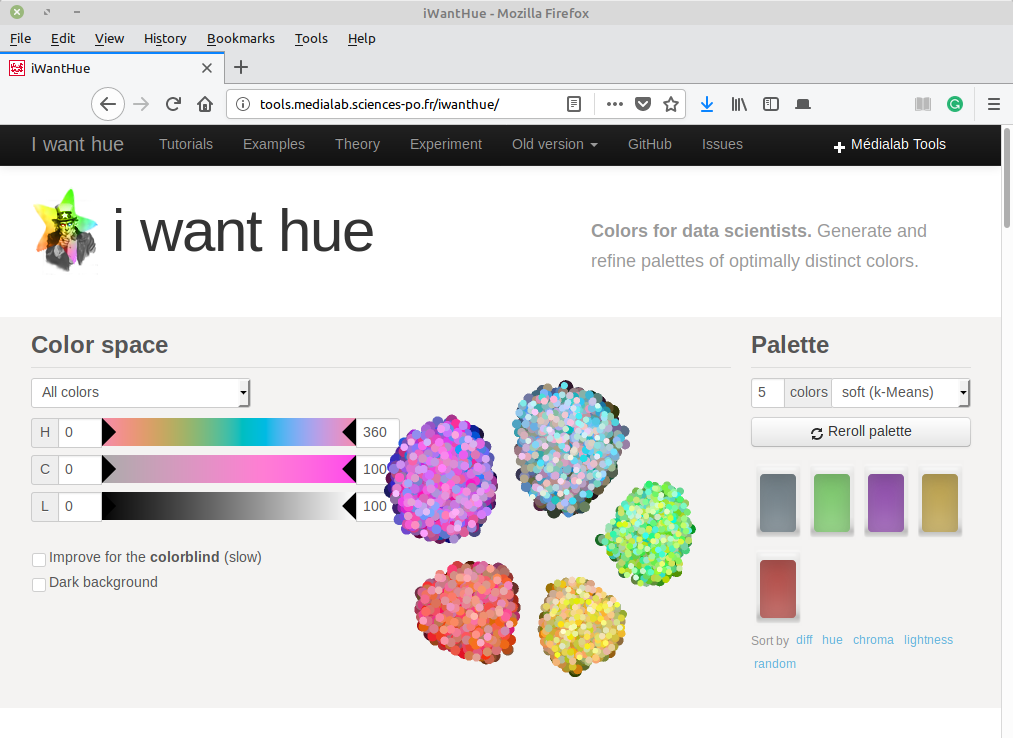 iWantHue - Mozilla Firefox
File Edit View History Bookmarks Tools Help
iWantHue
tools.medialab.sciences-po.fr/iwanthue/
I want hue Tutorials Examples Theory Experiment Old version GitHub Issues Médialab Tools
i want hue
Colors for data scientists. Generate and
refine palettes of optimally distinct colors.
Color space
All colors
H 0 360
C 0 100
L 0 100
Improve for the colorblind (slow)
Dark background
Palette
5 colors soft (k-Means)
Reroll palette
Sort by diff hue chroma lightness
random